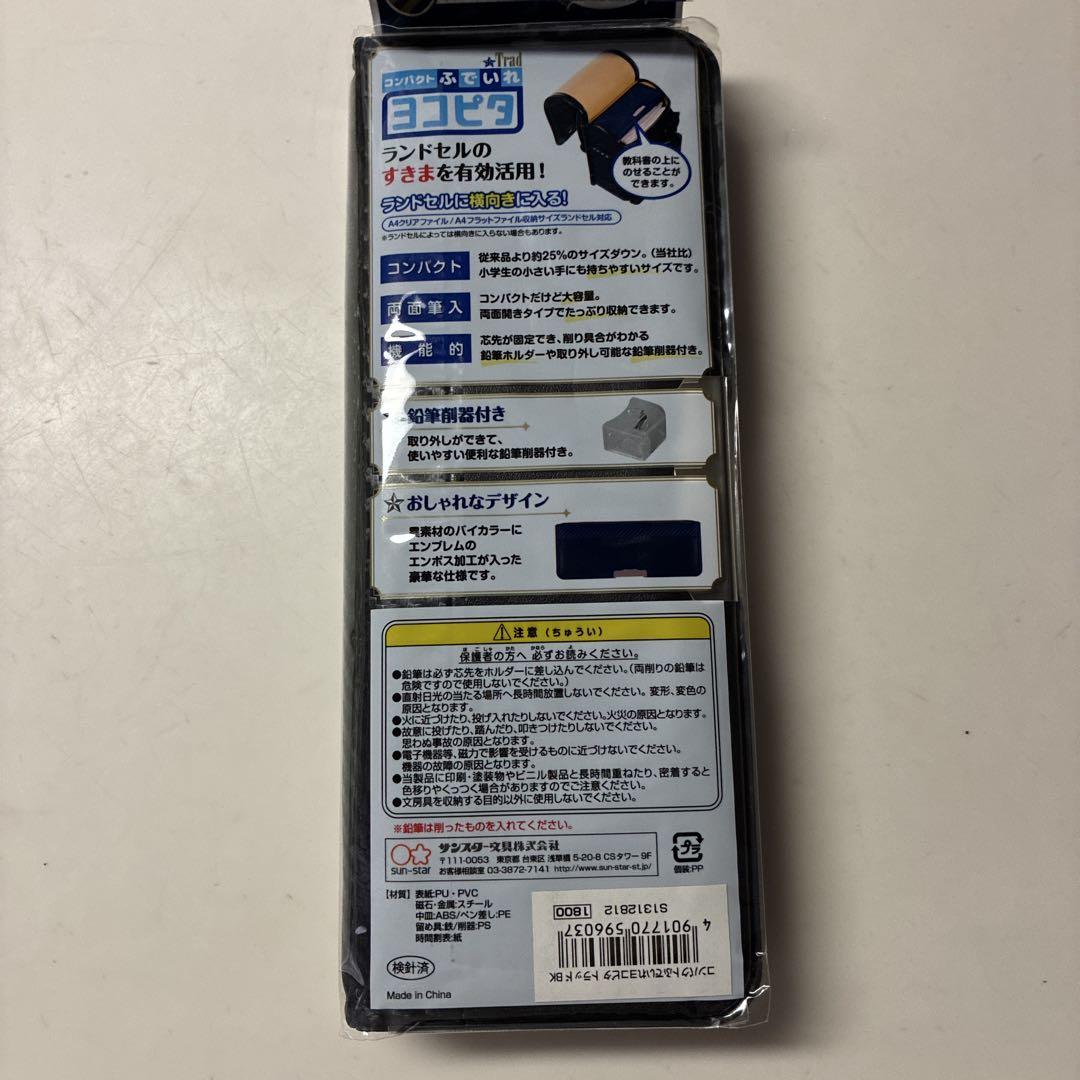 ★Trad
コンパクト ふでいれ
ヨコピタ
ランドセルの
すきまを有効活用！
教科書の上に
のせることが
できます。
ランドセルに横向きに入る!
A4クリアファイル/A4フラットファイル収納サイズランドセル対応
※ランドセルによっては横向きに入らない場合もあります。
コンパクト
従来品より約25%のサイズダウン。(当社比)
小学生の小さい手にも持ちやすいサイズです。
両面筆入
コンパクトだけど大容量。
両面開きタイプでたっぷり収納できます。
機能的
芯先が固定でき、削り具合がわかる
鉛筆ホルダーや取り外し可能な鉛筆削器付き。
鉛筆削器付き
取り外しができて、
使いやすい便利な鉛筆削器付き。
★おしゃれなデザイン
異素材のバイカラーに
エンブレムの
エンボス加工が入った
豪華な仕様です。
⚠注意(ちゅうい)
保護者の方へ 必ずお読みください。
●鉛筆は必ず芯先をホルダーに差し込んでください。(両削りの鉛筆は
危険ですので使用しないでください。)
●直射日光の当たる場所へ長時間放置しないでください。変形、変色の
原因となります。
●火に近づけたり、投げ入れたりしないでください。火災の原因となります。
●故意に投げたり、踏んだり、叩きつけたりしないでください。
思わぬ事故の原因となります。
●電子機器等、磁力で影響を受けるものに近づけないでください。
機器の故障の原因となります。
●当製品に印刷・塗装物やビニル製品と長時間重ねたり、密着すると
色移りやくっつく場合がありますのでご注意ください。
●文房具を収納する目的以外に使用しないでください。
※鉛筆は削ったものを入れてください。
sun-star
サンスター文具株式会社
〒111-0053 東京都 台東区 浅草橋 5-20-8 CSタワー 9F
お客様相談室 03-3872-7141 http://www.sun-star-st.jp/
プラ
個装:PP
【材質】表紙:PU・PVC
磁石・金属:スチール
中皿:ABS/ペン差し:PE
留め具:鉄/削器:PS
時間割表:紙
検針済
Made in China
コンパクトふでいれヨコピタ トラッド BK
4 901770 596037
S1312812 1800